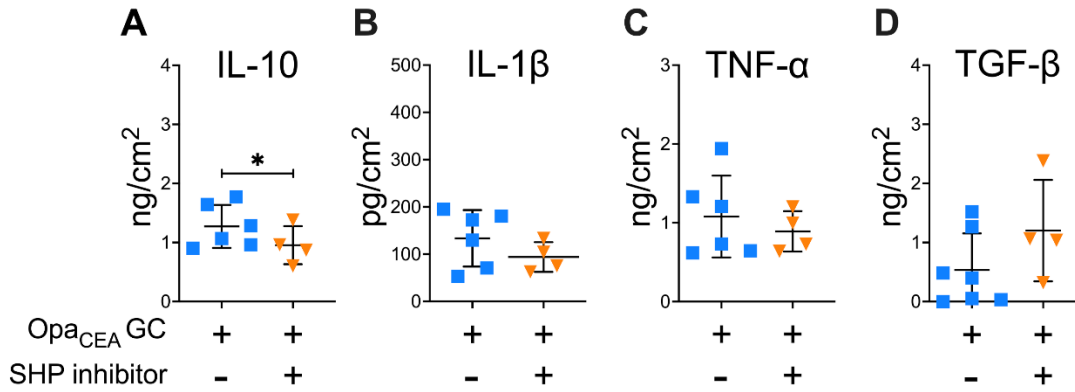 A B C D
IL-10 IL-1β TNF-α TGF-β
4 500 3 4
400
3 3
300 2
2 * 2
200
1 1 1
100
0 0 0 0
ng/cm2 pg/cm2 ng/cm2 ng/cm2
OpaCEA GC + + + + + + + +
SHP inhibitor - + - + - + - +